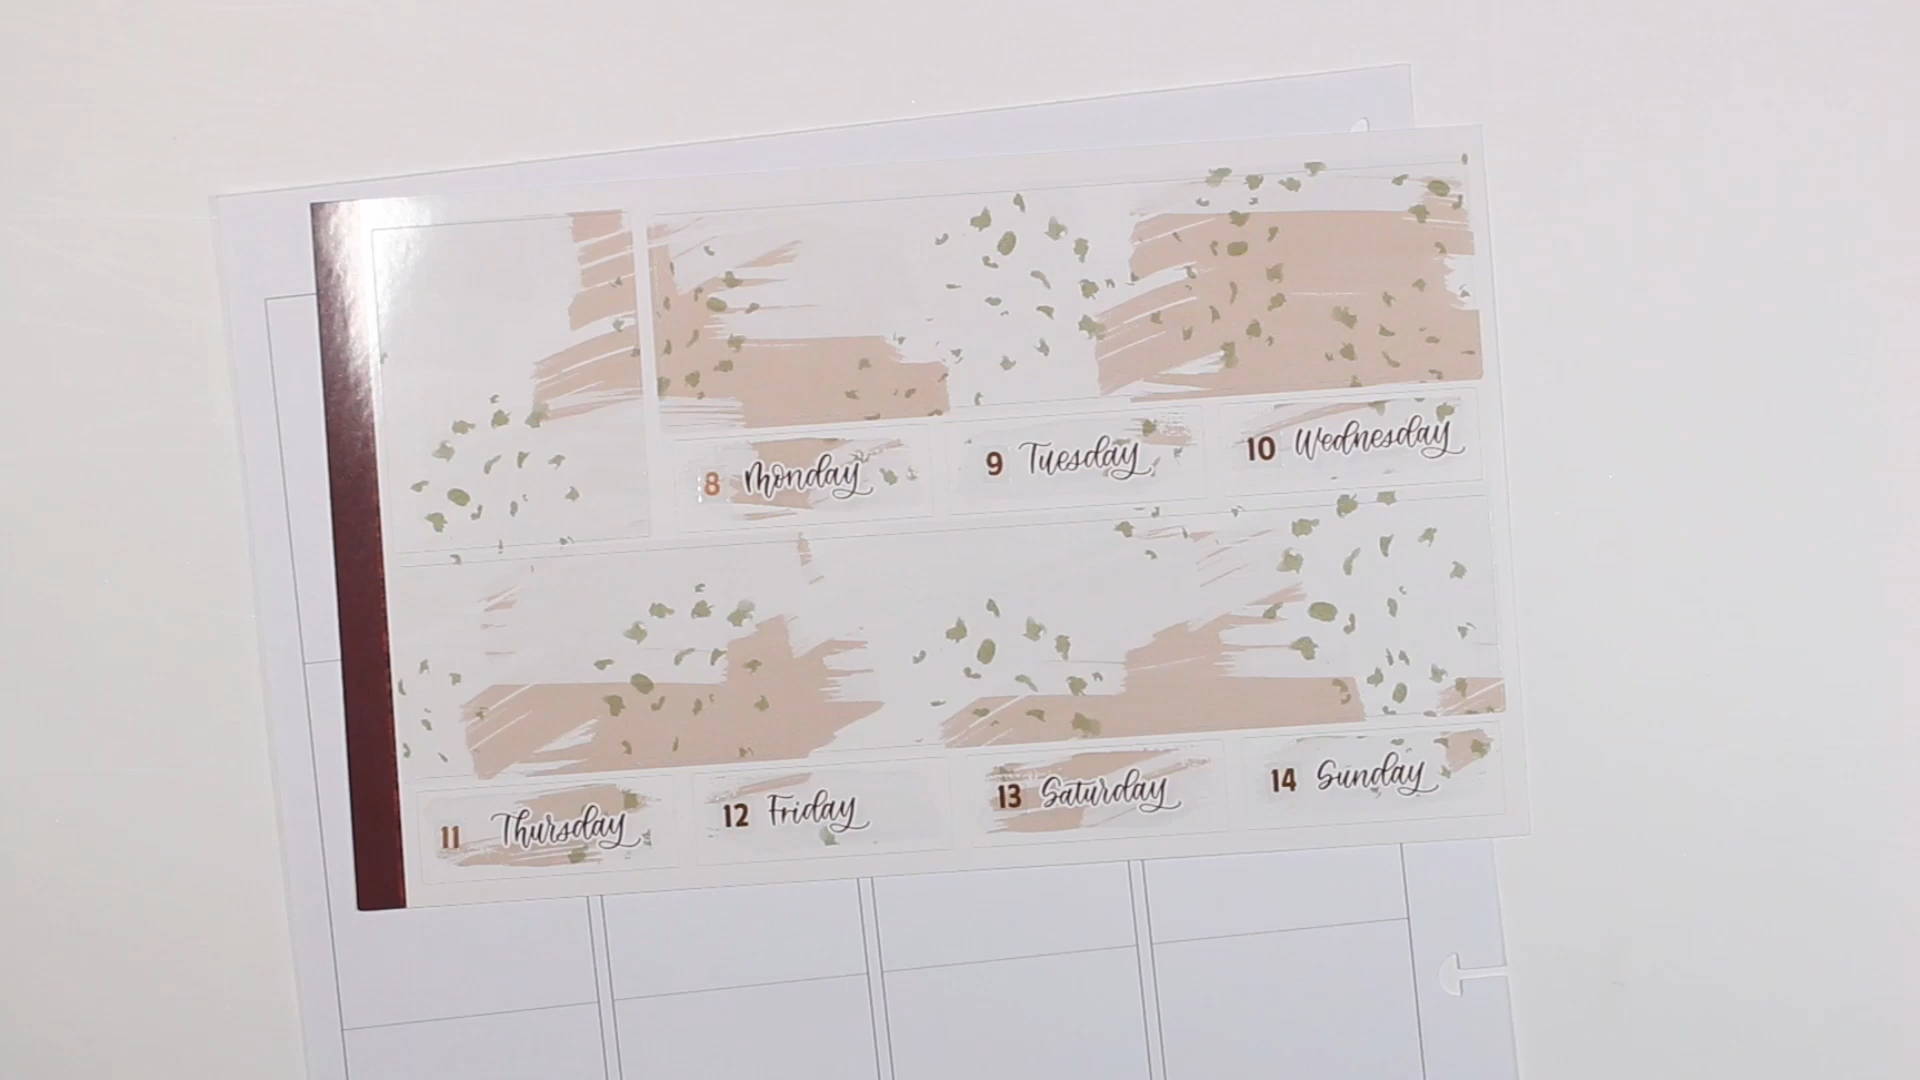 8 Monday
9 Tuesday
10 Wednesday
11 Thursday
12 Friday
13 Saturday
14 Sunday